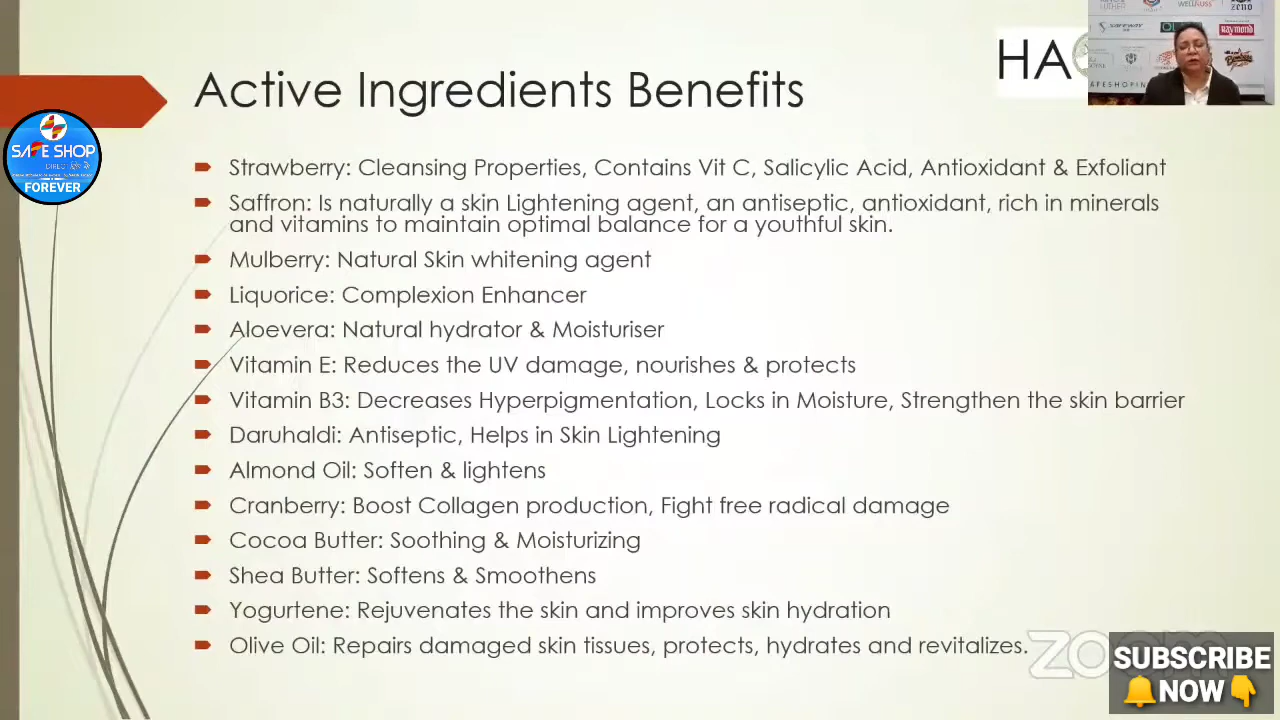 Active Ingredients Benefits
HA
SAFE SHOP
FOREVER
WELLUSS
zeno
SAFEWAY
Raymond
Strawberry: Cleansing Properties, Contains Vit C, Salicylic Acid, Antioxidant & Exfoliant
Saffron: Is naturally a skin Lightening agent, an antiseptic, antioxidant, rich in minerals
and vitamins to maintain optimal balance for a youthful skin.
Mulberry: Natural Skin whitening agent
Liquorice: Complexion Enhancer
Aloevera: Natural hydrator & Moisturiser
Vitamin E: Reduces the UV damage, nourishes & protects
Vitamin B3: Decreases Hyperpigmentation, Locks in Moisture, Strengthen the skin barrier
Daruhaldi: Antiseptic, Helps in Skin Lightening
Almond Oil: Soften & lightens
Cranberry: Boost Collagen production, Fight free radical damage
Cocoa Butter: Soothing & Moisturizing
Shea Butter: Softens & Smoothens
Yogurtene: Rejuvenates the skin and improves skin hydration
Olive Oil: Repairs damaged skin tissues, protects, hydrates and revitalizes.
zoom
SUBSCRIBE
NOW